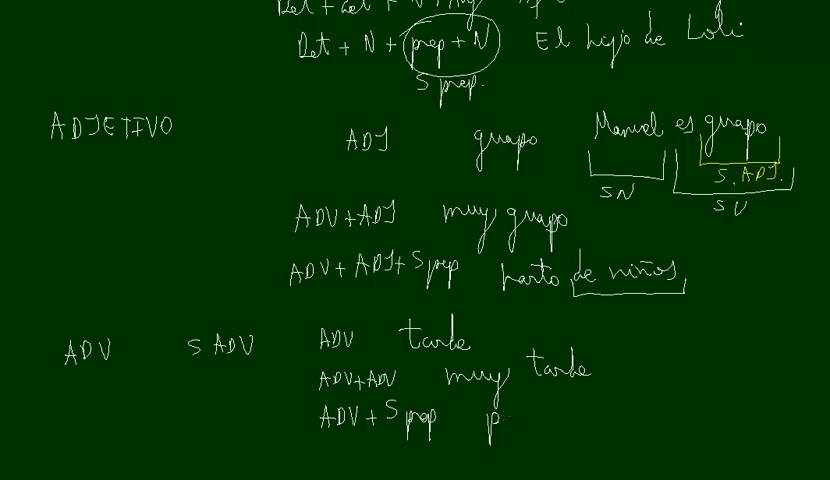 Det + N + prep + N El hijo de Loli
S prep.
ADJETIVO ADJ guapo Manuel es guapo
S. ADJ.
SN SV
ADV + ADJ muy guapo
ADV + ADJ + S prep harto de niños
ADV S ADV ADV tarde
ADV + ADV muy tarde
ADV + S prep p